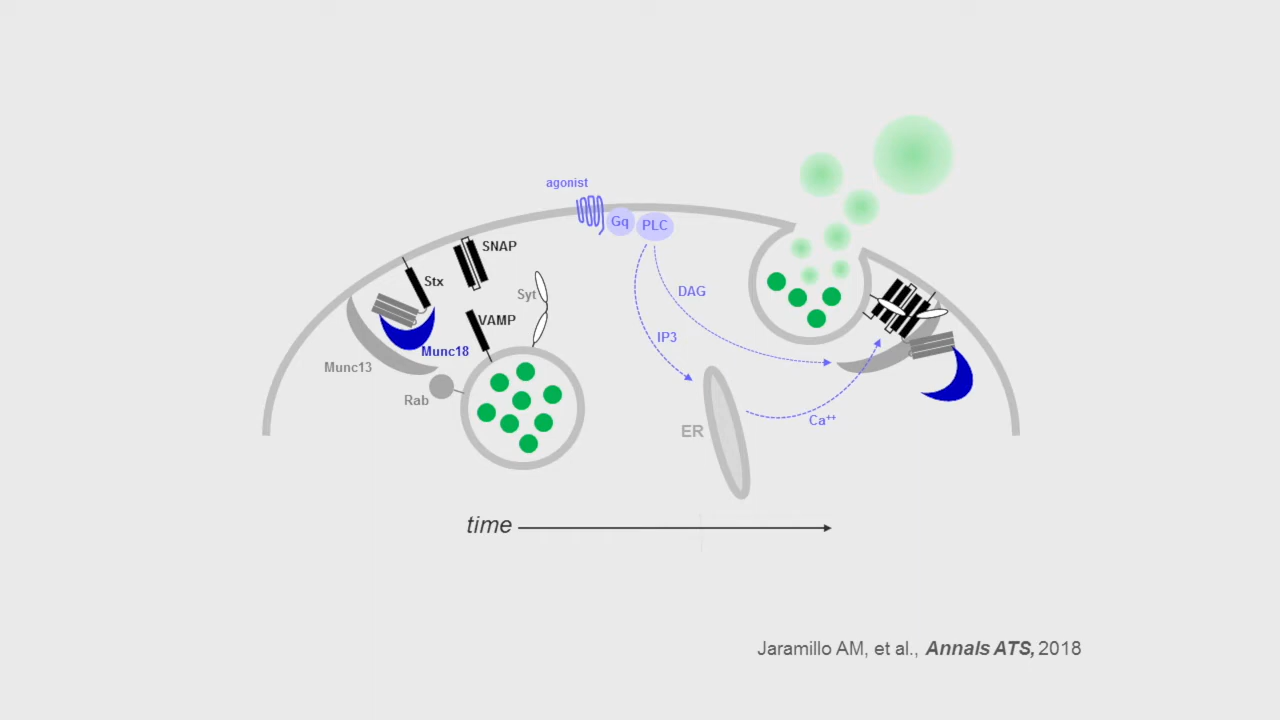 agonist
Gq
PLC
SNAP
Stx
Syt
DAG
VAMP
IP3
Munc18
Munc13
Rab
Ca++
ER
time
Jaramillo AM, et al., Annals ATS, 2018